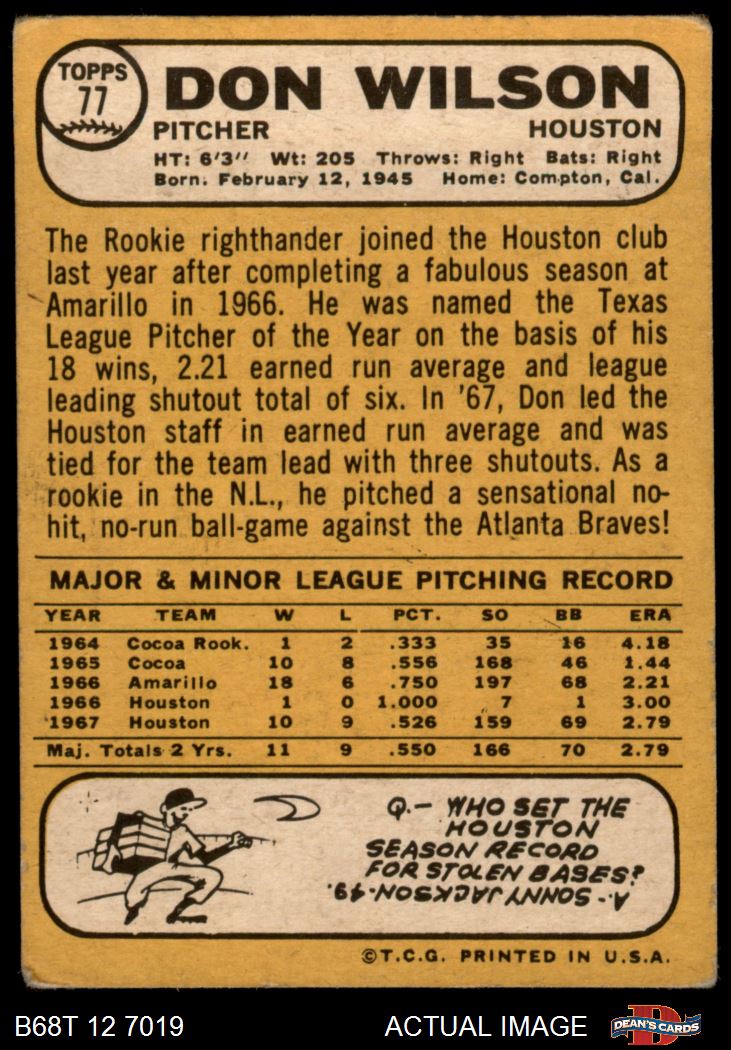 TOPPS
77
DON WILSON
PITCHER HOUSTON
HT: 6'3" Wt: 205 Throws: Right Bats: Right
Born: February 12, 1945 Home: Compton, Cal.
The Rookie righthander joined the Houston club
last year after completing a fabulous season at
Amarillo in 1966. He was named the Texas
League Pitcher of the Year on the basis of his
18 wins, 2.21 earned run average and league
leading shutout total of six. In '67, Don led the
Houston staff in earned run average and was
tied for the team lead with three shutouts. As a
rookie in the N.L., he pitched a sensational no-
hit, no-run ball-game against the Atlanta Braves!
MAJOR & MINOR LEAGUE PITCHING RECORD
YEAR TEAM W L PCT. SO BB ERA
1964 Cocoa Rook. 1 2 .333 35 16 4.18
1965 Cocoa 10 8 .556 168 46 1.44
1966 Amarillo 18 6 .750 197 68 2.21
1966 Houston 1 0 1.000 7 1 3.00
1967 Houston 10 9 .526 159 69 2.79
Maj. Totals 2 Yrs. 11 9 .550 166 70 2.79
Q.- WHO SET THE
HOUSTON
SEASON RECORD
FOR STOLEN BASES?
A.- SONNY JACKSON-49.
©T.C.G. PRINTED IN U.S.A.
B68T 12 7019 ACTUAL IMAGE
DEAN'S CARDS